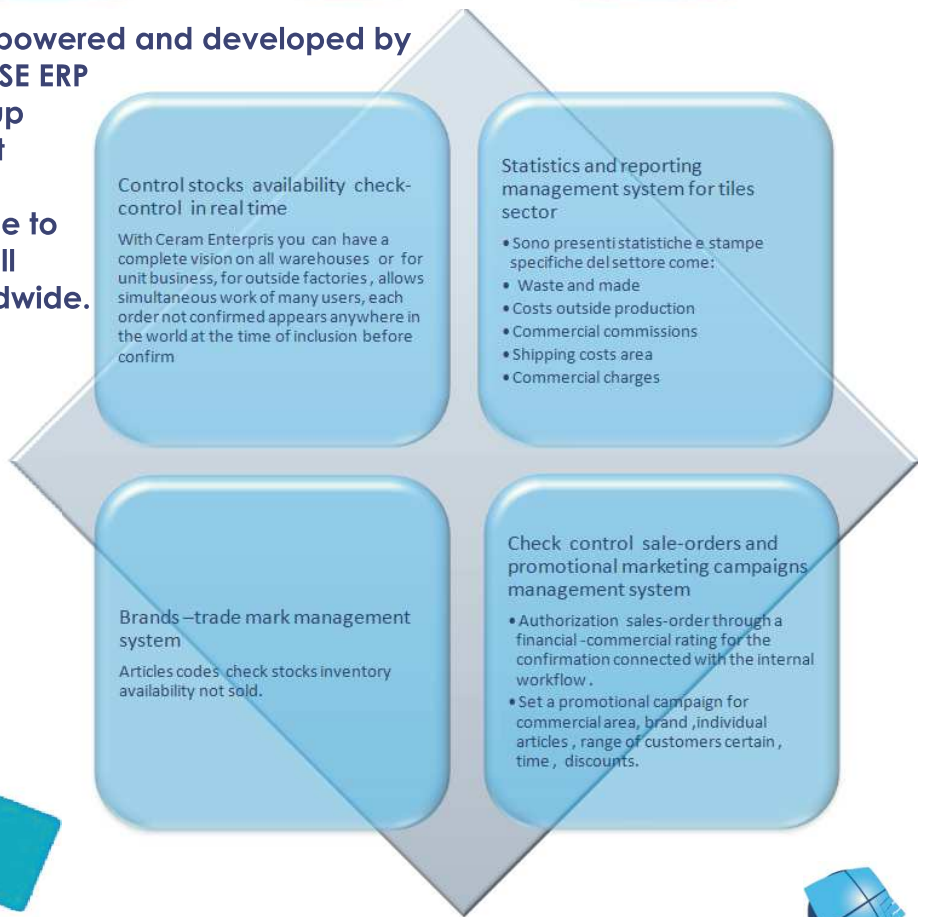 powered and developed by
SE ERP
up
t
e to
ll
dwide.
Control stocks availability check-
control in real time
With Ceram Enterpris you can have a
complete vision on all warehouses or for
unit business, for outside factories , allows
simultaneous work of many users, each
order not confirmed appears anywhere in
the world at the time of inclusion before
confirm
Statistics and reporting
management system for tiles
sector
• Sono presenti statistiche e stampe
specifiche del settore come:
• Waste and made
• Costs outside production
• Commercial commissions
• Shipping costs area
• Commercial charges
Brands –trade mark management
system
Articles codes check stocks inventory
availability not sold.
Check control sale-orders and
promotional marketing campaigns
management system
• Authorization sales-order through a
financial -commercial rating for the
confirmation connected with the internal
workflow .
• Set a promotional campaign for
commercial area, brand ,individual
articles , range of customers certain ,
time , discounts.